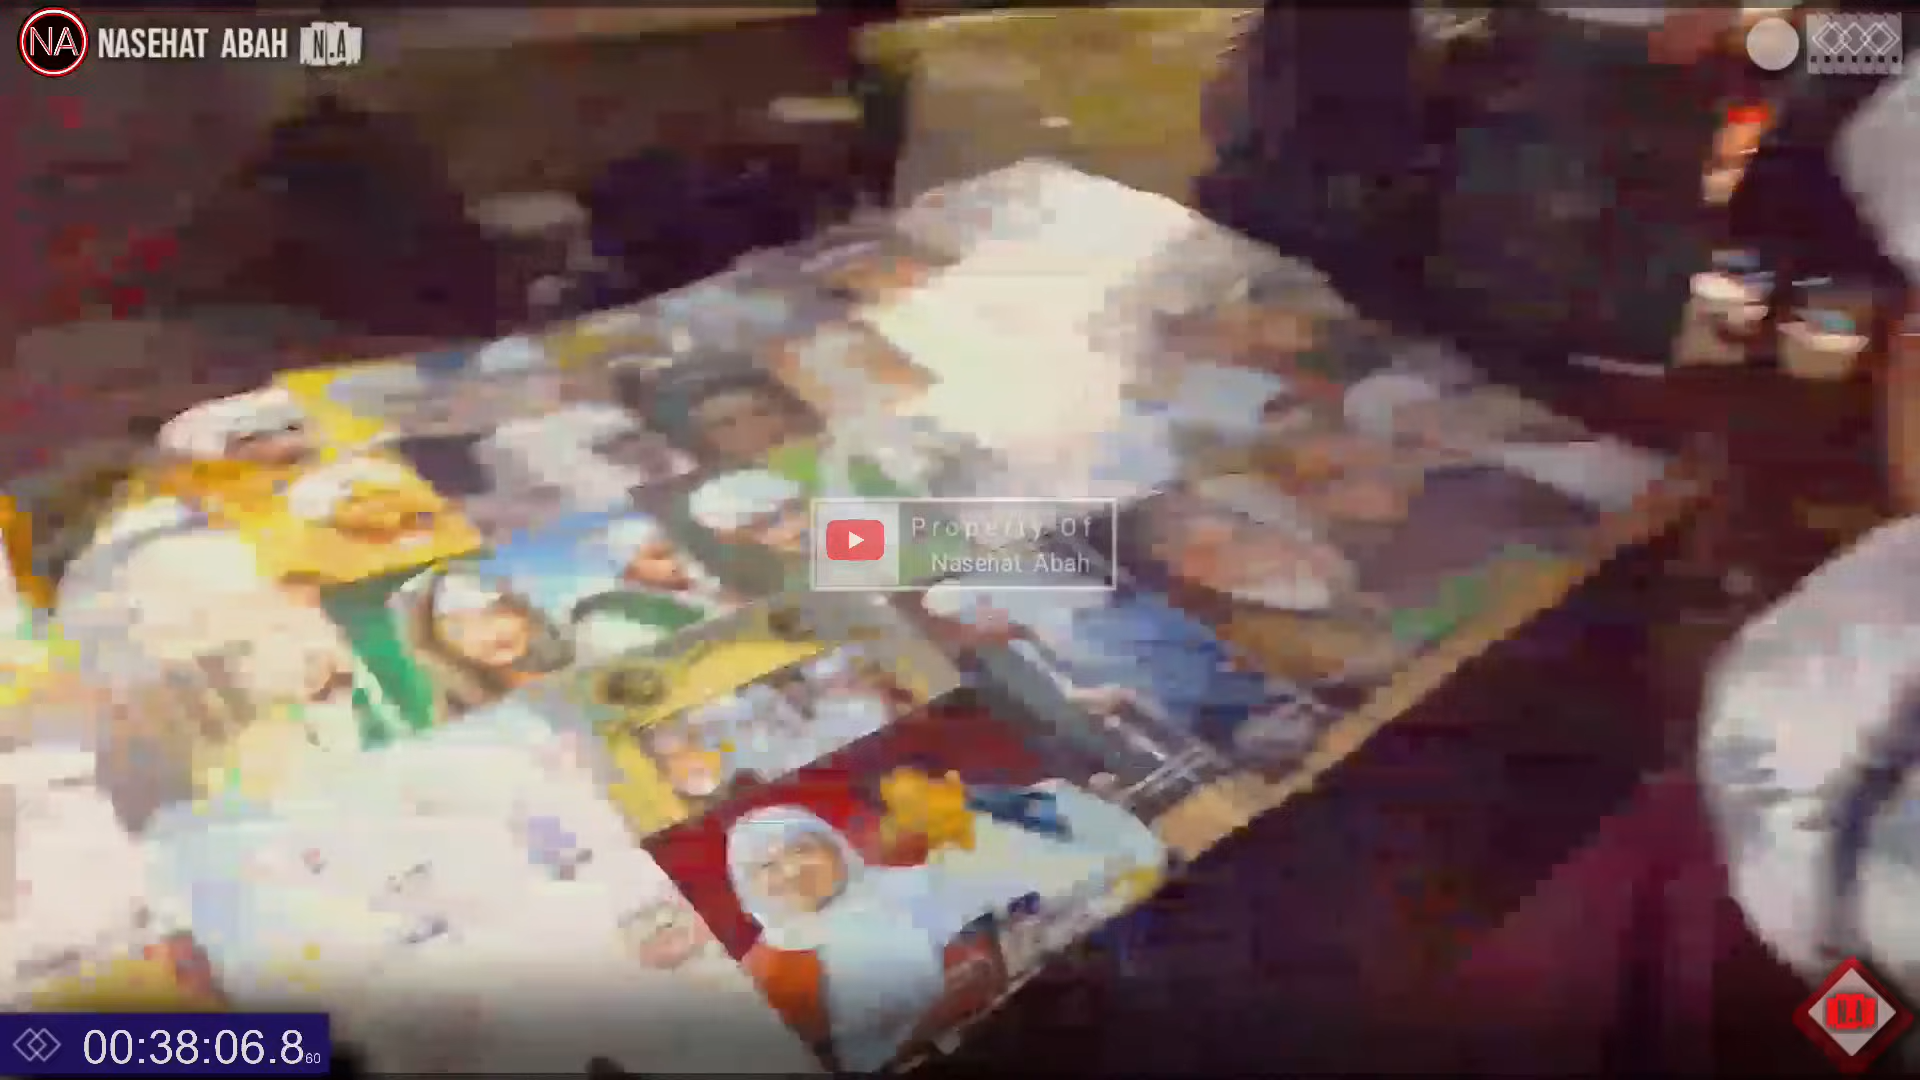 NA NASEHAT ABAH N.A
Property Of
Nasehat Abah
00:38:06.8 60
N.A